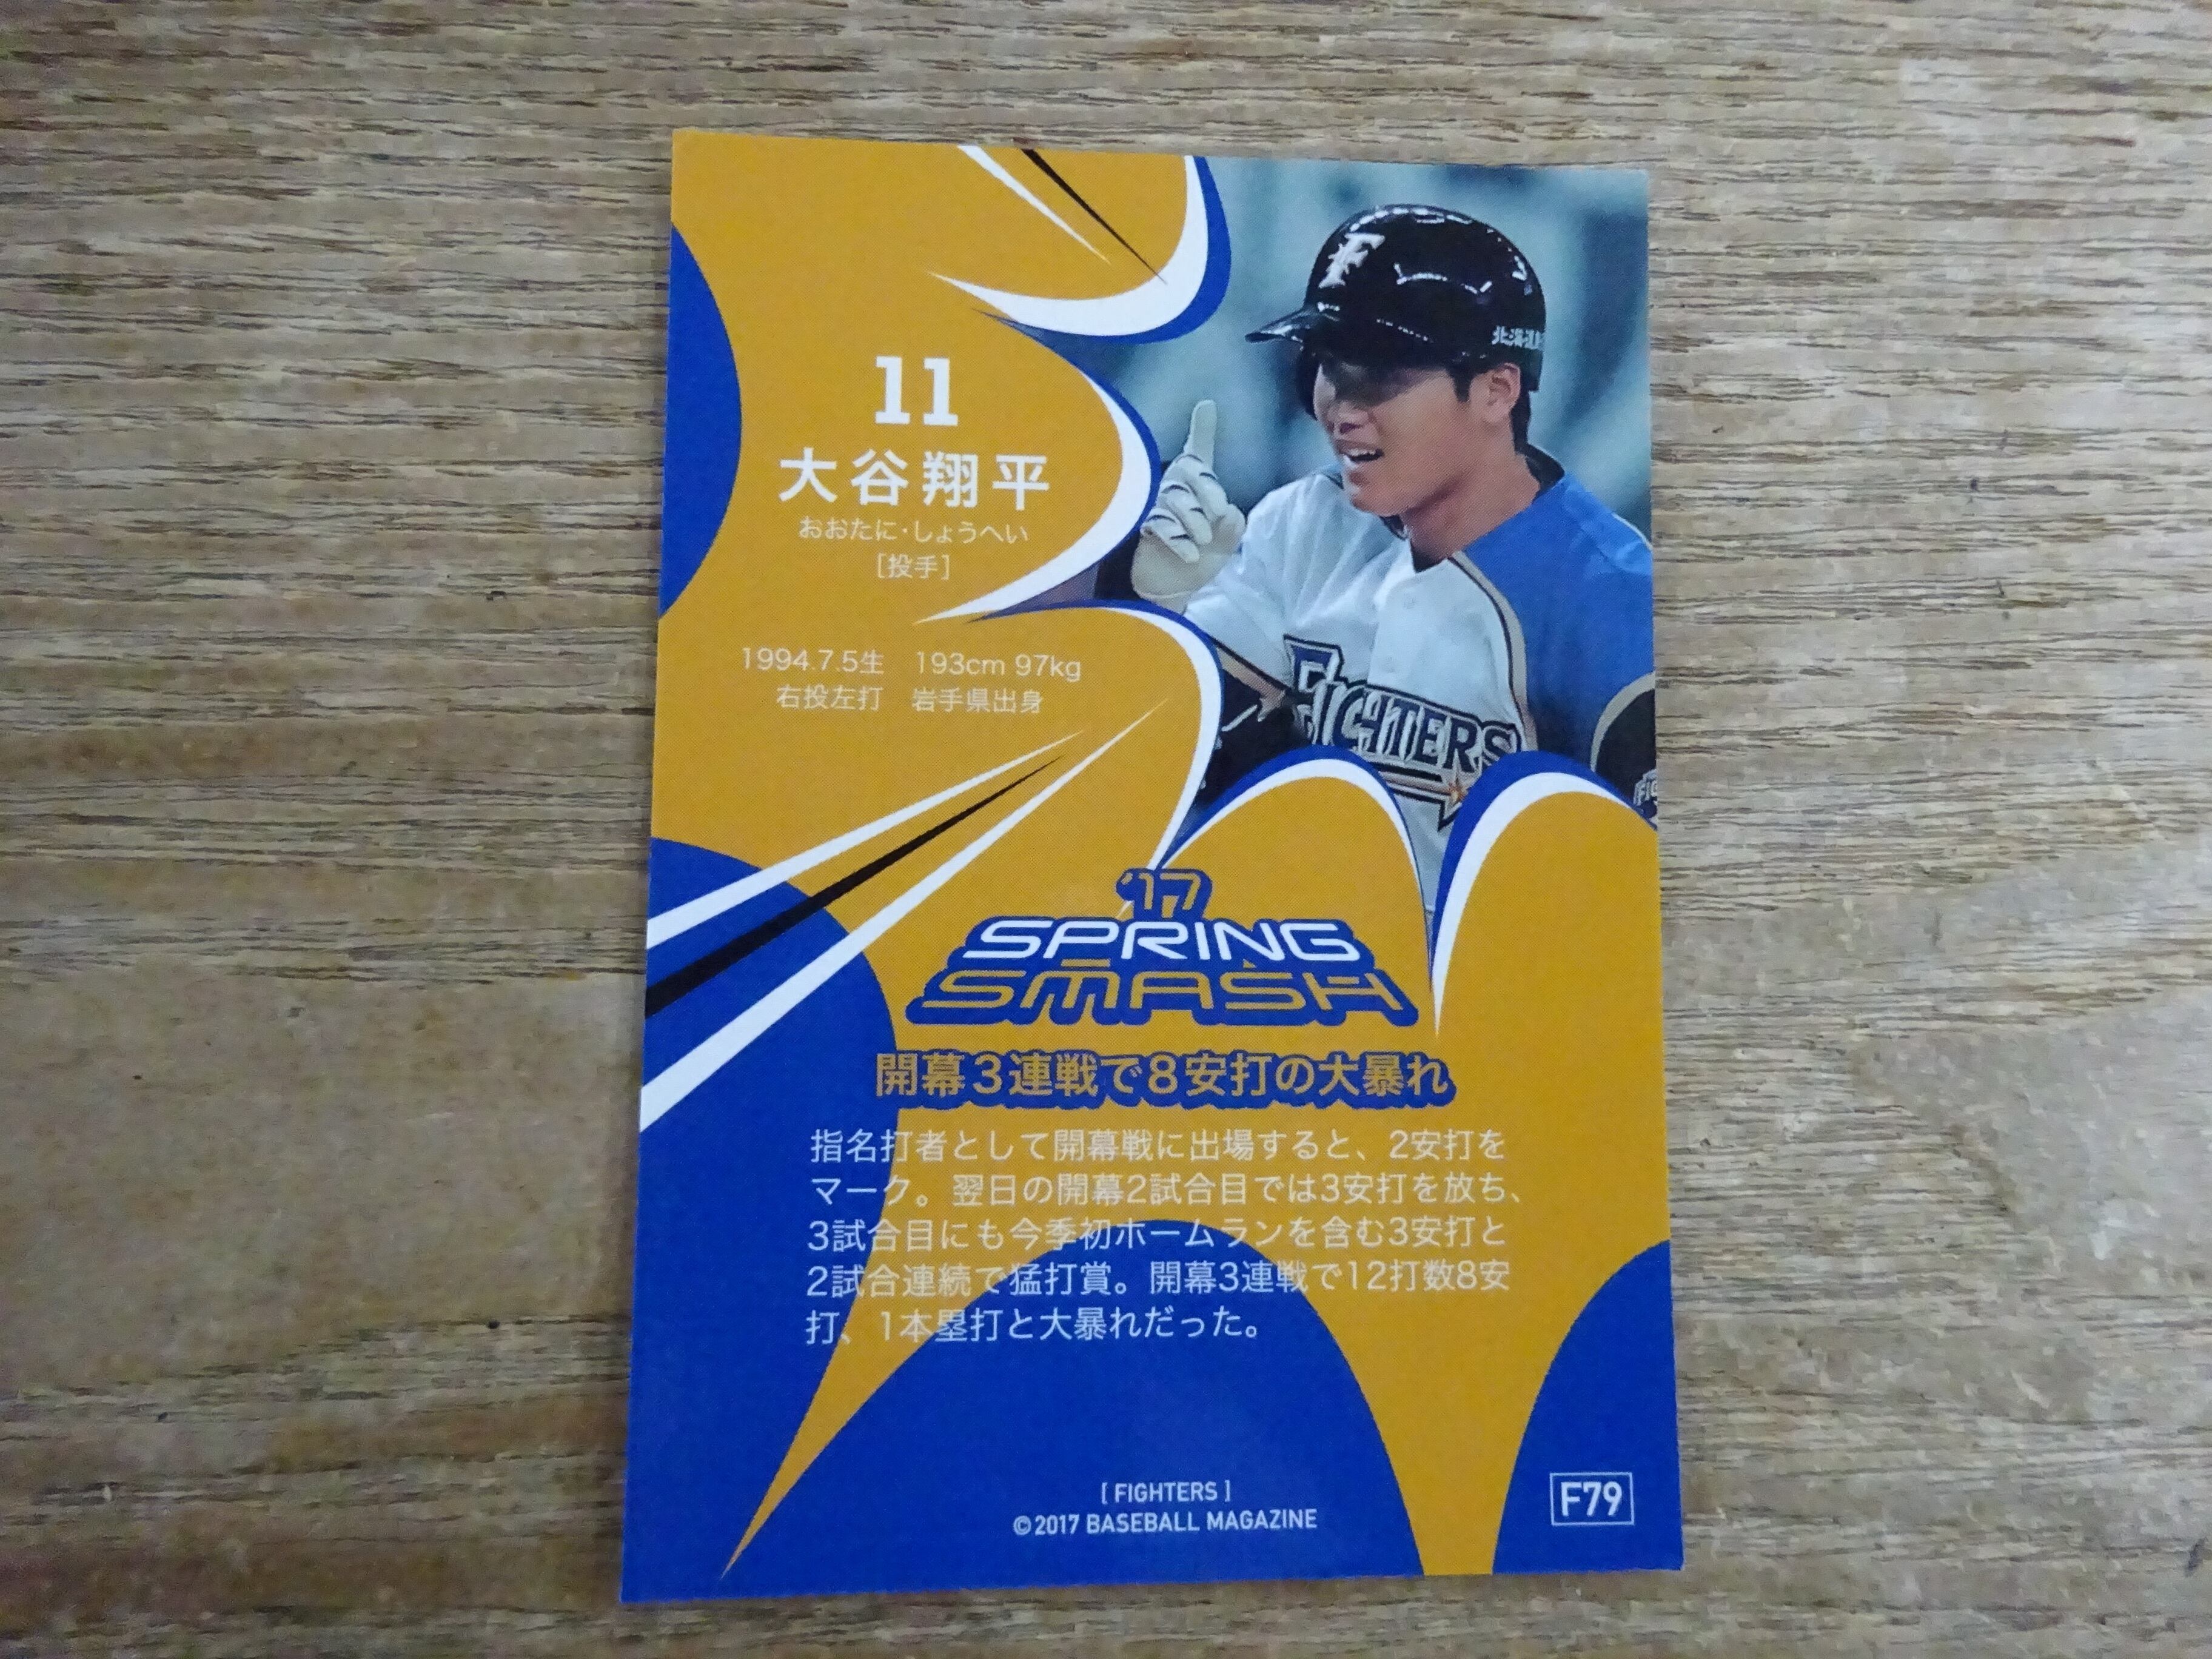 F
北海道
FIGHTERS
11
大谷翔平
おおたに・しょうへい
[投手]
1994.7.5生 193cm 97kg
右投左打 岩手県出身
'17
SPRING
SMASH
開幕3連戦で8安打の大暴れ
指名打者として開幕戦に出場すると、2安打を
マーク。翌日の開幕2試合目では3安打を放ち、
3試合目にも今季初ホームランを含む3安打と
2試合連続で猛打賞。開幕3連戦で12打数8安
打、1本塁打と大暴れだった。
[ FIGHTERS ]
©2017 BASEBALL MAGAZINE
F79